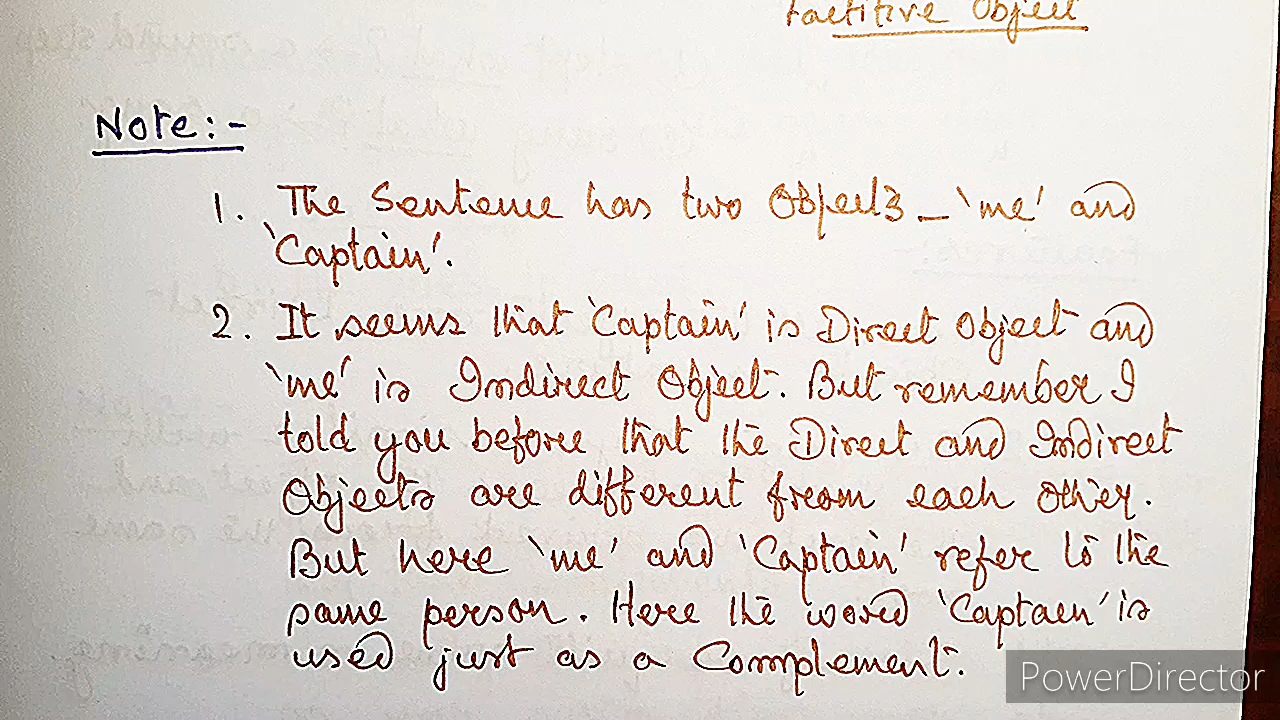 Factitive Object
Note:-
1. The Sentence has two Objects - 'me' and
'Captain'.
2. It seems that 'Captain' is Direct Object and
'me' is Indirect Object. But remember I
told you before that the Direct and Indirect
Objects are different from each other.
But here 'me' and 'Captain' refer to the
same person. Here the word 'Captain' is
used just as a Complement.
PowerDirector